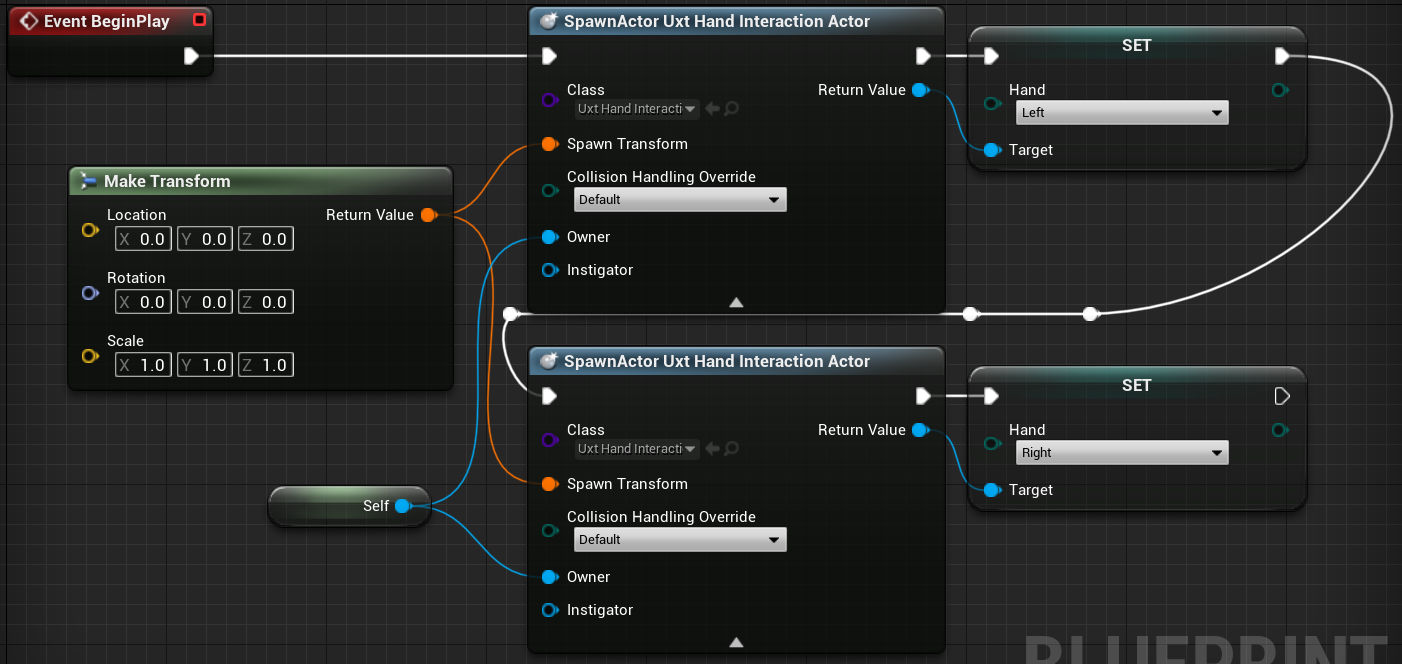 Event BeginPlay
SpawnActor Uxt Hand Interaction Actor
Class
Uxt Hand Interacti
Return Value
Spawn Transform
Collision Handling Override
Default
Owner
Instigator
SET
Hand
Left
Target
Make Transform
Location
Return Value
X 0.0 Y 0.0 Z 0.0
Rotation
X 0.0 Y 0.0 Z 0.0
Scale
X 1.0 Y 1.0 Z 1.0
Self
SpawnActor Uxt Hand Interaction Actor
Class
Uxt Hand Interacti
Return Value
Spawn Transform
Collision Handling Override
Default
Owner
Instigator
SET
Hand
Right
Target
BLUEPRINT